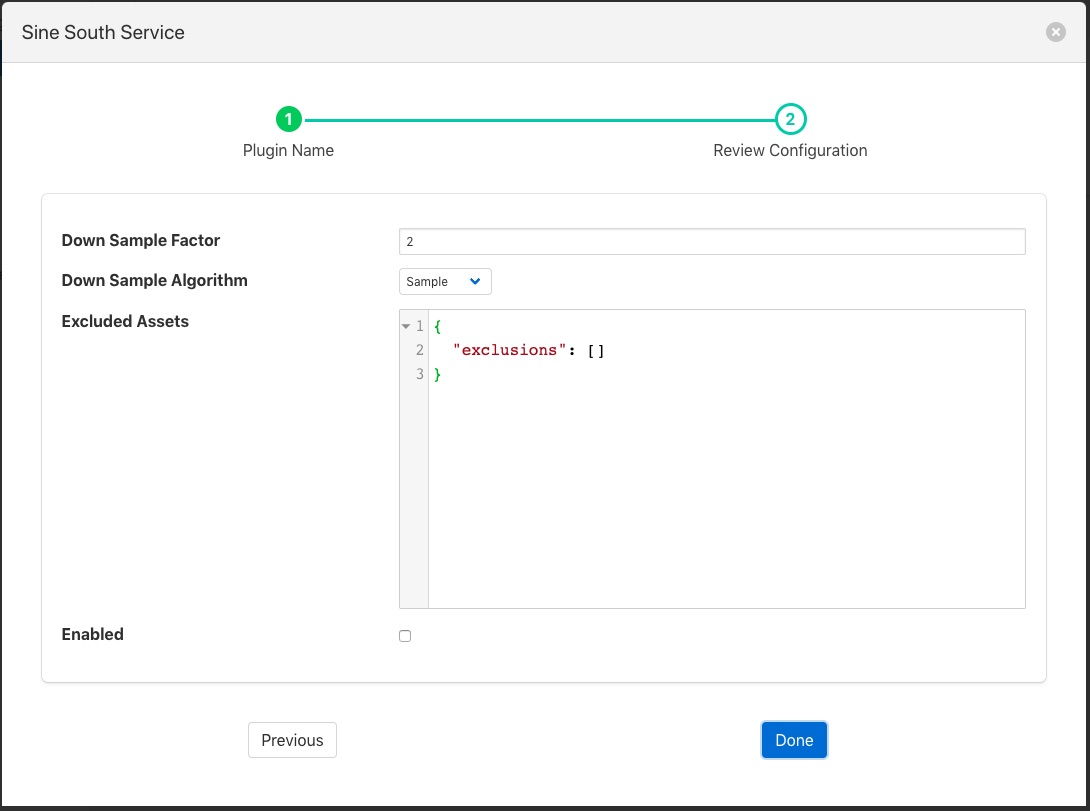 Sine South Service
1
2
Plugin Name
Review Configuration
Down Sample Factor
2
Down Sample Algorithm
Sample
Excluded Assets
1 {
2 "exclusions": []
3 }
Enabled
Previous
Done